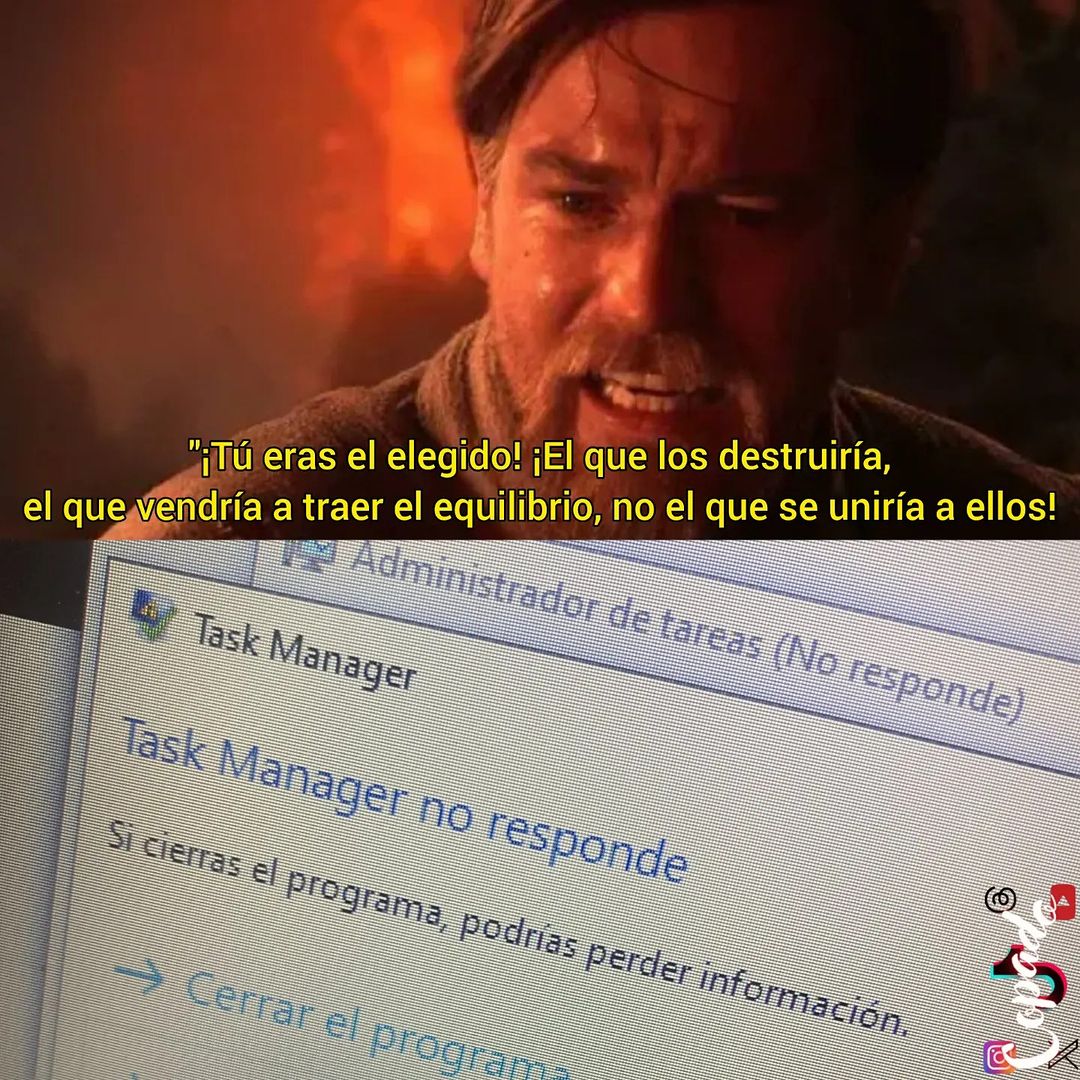 "¡Tú eras el elegido! ¡El que los destruiría,
el que vendría a traer el equilibrio, no el que se uniría a ellos!
Administrador de tareas (No responde)
Task Manager
Task Manager no responde
Si cierras el programa, podrías perder información.
→ Cerrar el programa
Copado